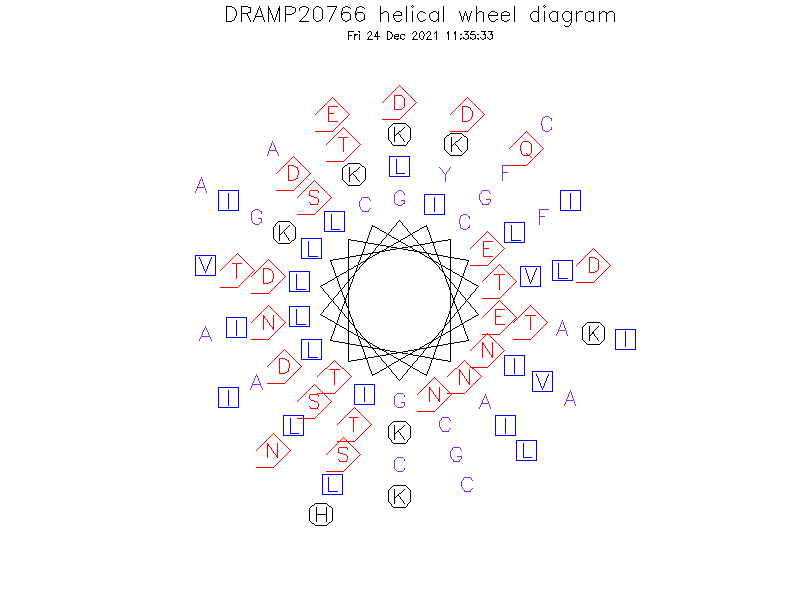 DRAMP20766 helical wheel diagram
Fri 24 Dec 2021 11:35:33
D
E D
C
K
T K
A Q
L
D K Y F
A
I S G G I
C I
G L C F
K L
L E
V T D L T V L D
A I N L E T A K I
L N
D I
A T N V
I S I G N A A
L T C I
K
N S G L
C
L C
K
H